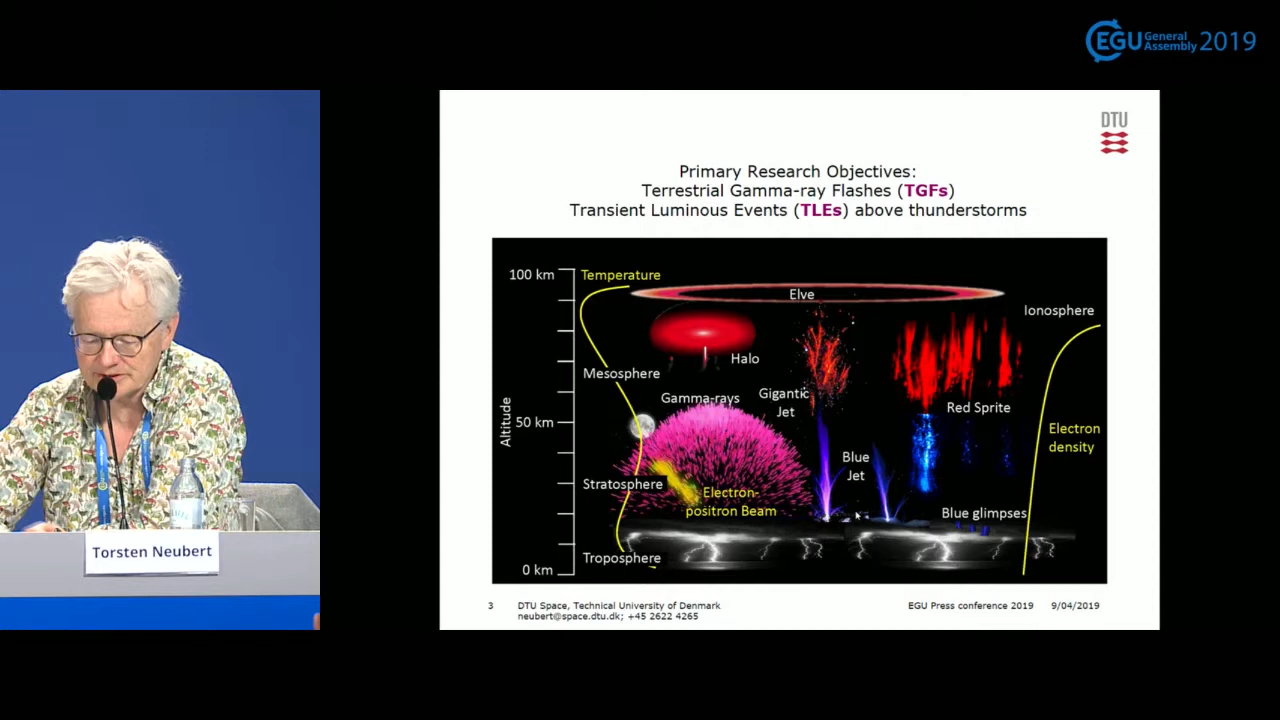 EGU General
Assembly 2019
DTU
Primary Research Objectives:
Terrestrial Gamma-ray Flashes (TGFs)
Transient Luminous Events (TLEs) above thunderstorms
100 km
Temperature
Elve
Ionosphere
Halo
Mesosphere
Gamma-rays
Gigantic
Jet
Red Sprite
Altitude
50 km
Electron
density
Blue
Jet
Stratosphere
Electron-
positron Beam
Blue glimpses
Troposphere
0 km
3 DTU Space, Technical University of Denmark
neubert@space.dtu.dk; +45 2622 4265
EGU Press conference 2019 9/04/2019
Torsten Neubert